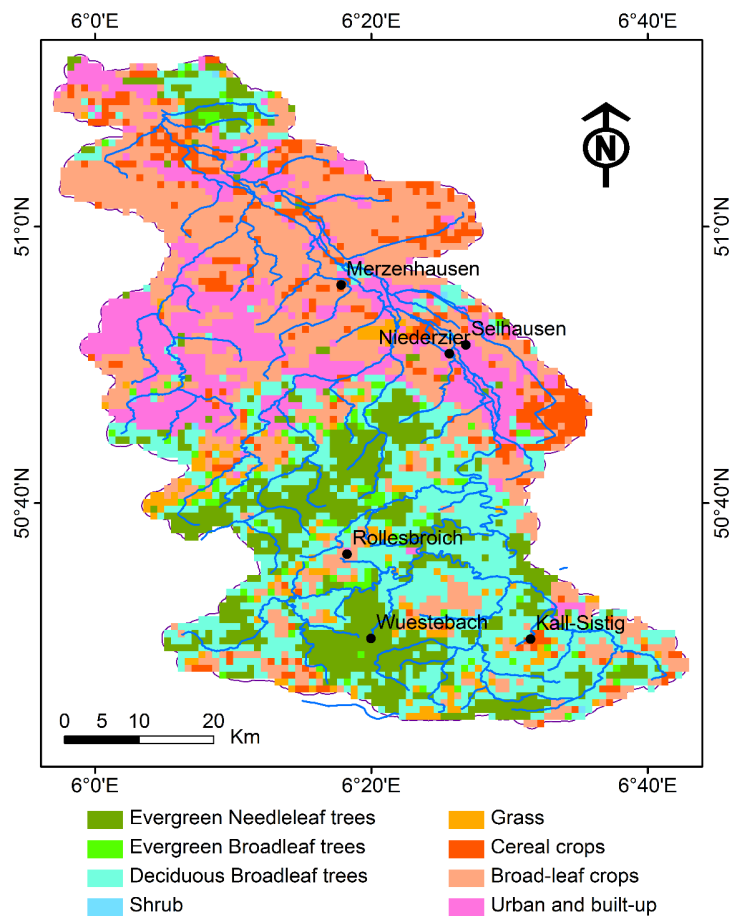 6°0'E 6°20'E 6°40'E
N
51°0'N 51°0'N
Merzenhausen
Selhausen
Niederzier
50°40'N 50°40'N
Rollesbroich
Wuestebach
Kall-Sistig
0 5 10 20
Km
6°0'E 6°20'E 6°40'E
Evergreen Needleleaf trees
Evergreen Broadleaf trees
Deciduous Broadleaf trees
Shrub
Grass
Cereal crops
Broad-leaf crops
Urban and built-up